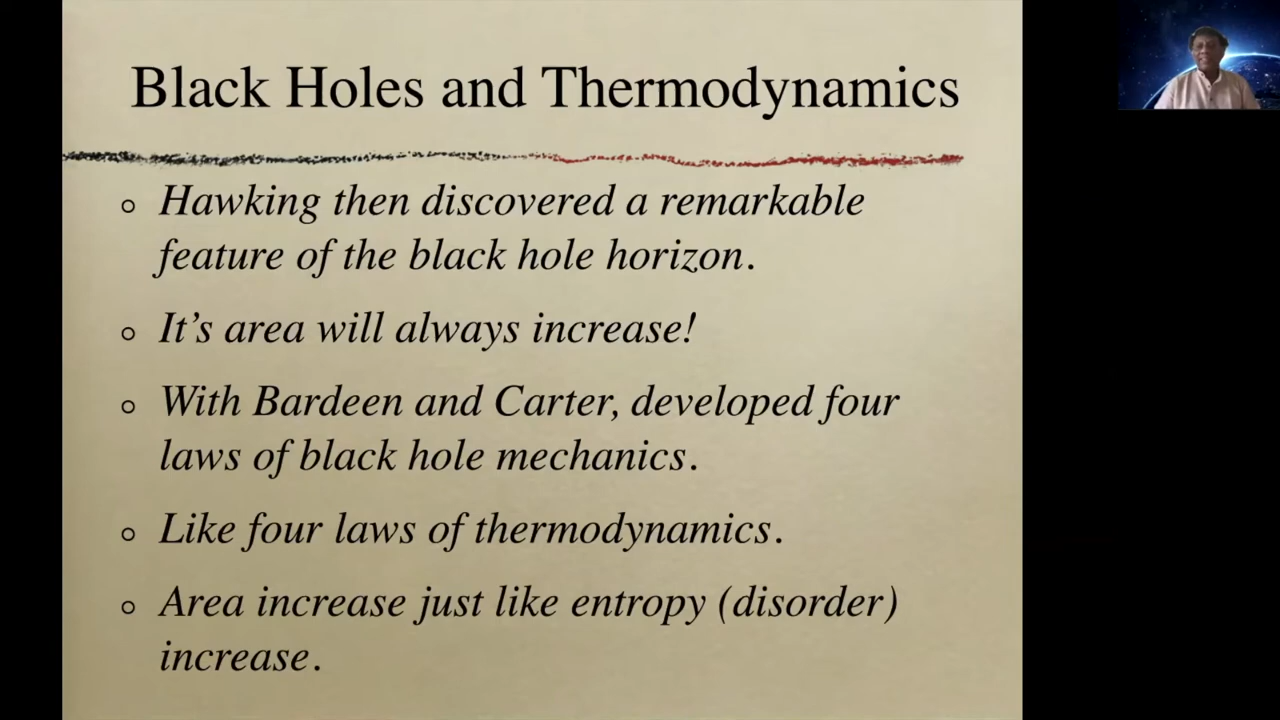 Black Holes and Thermodynamics
Hawking then discovered a remarkable
feature of the black hole horizon.
It’s area will always increase!
With Bardeen and Carter, developed four
laws of black hole mechanics.
Like four laws of thermodynamics.
Area increase just like entropy (disorder)
increase.